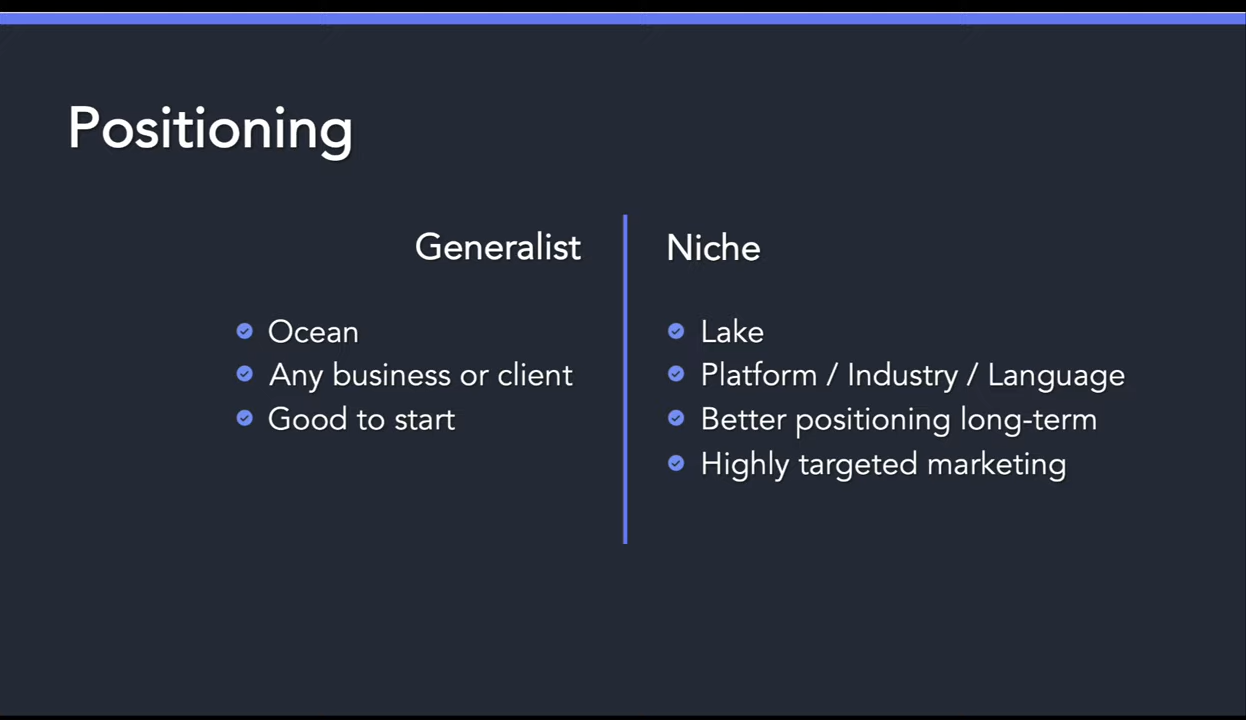 Positioning
Generalist
Ocean
Any business or client
Good to start
Niche
Lake
Platform / Industry / Language
Better positioning long-term
Highly targeted marketing